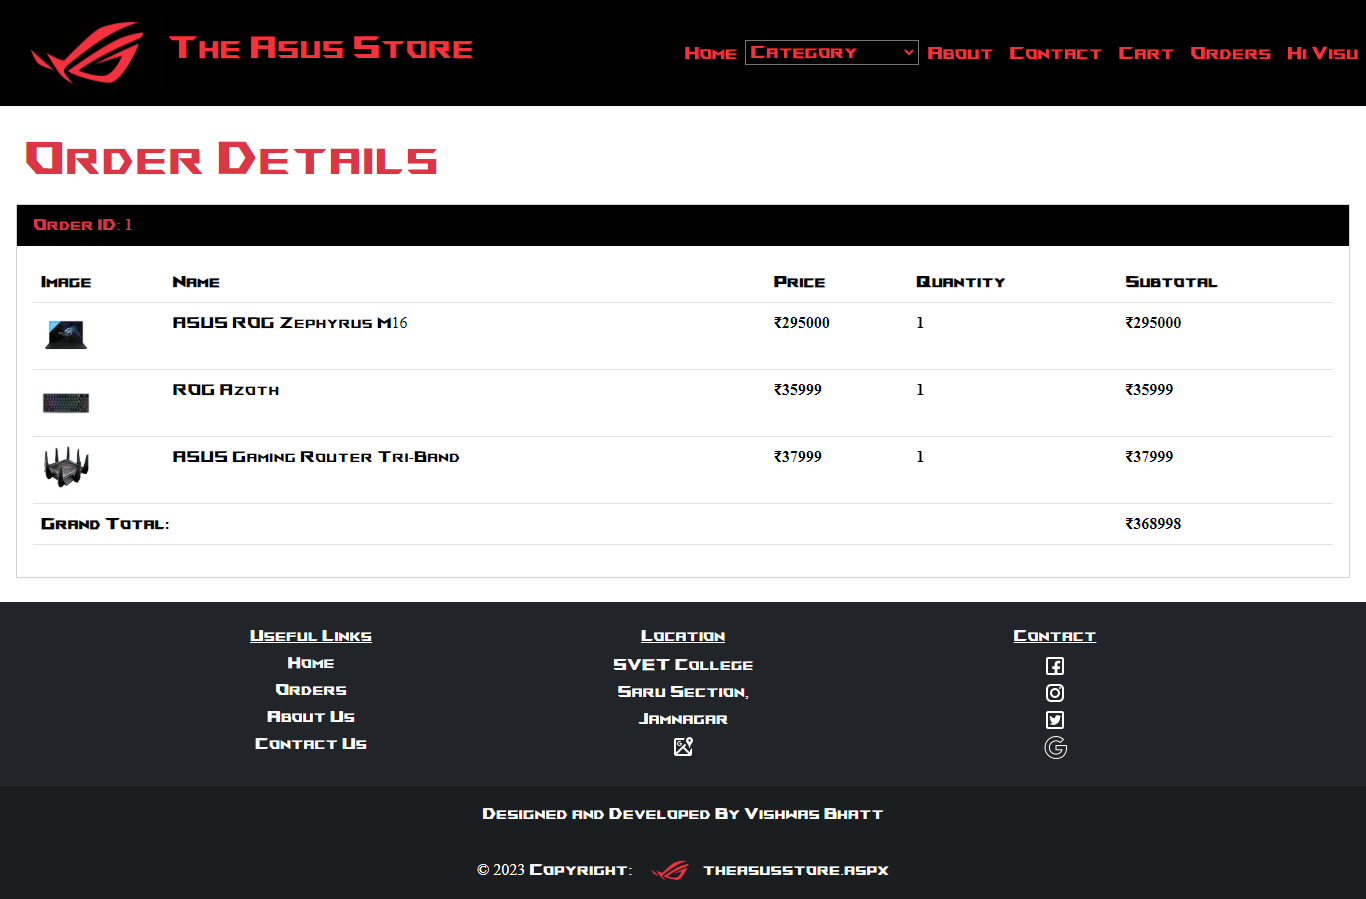 The Asus Store
Home Category About Contact Cart Orders Hi Visu
Order Details
Order ID: 1
Image Name Price Quantity Subtotal
ASUS ROG Zephyrus M16 ₹295000 1 ₹295000
ROG Azoth ₹35999 1 ₹35999
ASUS Gaming Router Tri-Band ₹37999 1 ₹37999
Grand Total: ₹368998
Useful Links
Home
Orders
About Us
Contact Us
Location
SVET College
Saru Section,
Jamnagar
Contact
Designed and Developed By Vishwas Bhatt
© 2023 Copyright: theasusstore.aspx